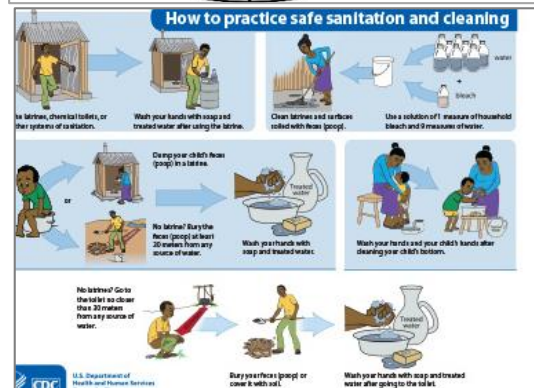 How to practice safe sanitation and cleaning
latrines, chemical toilets, or
systems of sanitation.
Wash your hands with soap and
treated water after using the latrine.
Clean latrines and surfaces
soiled with feces (poop).
water
+
bleach
Use a solution of 1 measure of household
bleach and 9 measures of water.
or
Dump your child's feces
(poop) in a latrine.
No latrine? Bury the
feces (poop) at least
30 meters from any
source of water.
Treated
water
Wash your hands with
soap and treated water.
Wash your hands and your child's hands after
cleaning your child's bottom.
No latrines? Go to
the toilet no closer
than 30 meters
from any source of
water.
Bury your feces (poop) or
cover it with soil.
Treated
water
Wash your hands with soap and treated
water after going to the toilet.
CDC
U.S. Department of
Health and Human Services